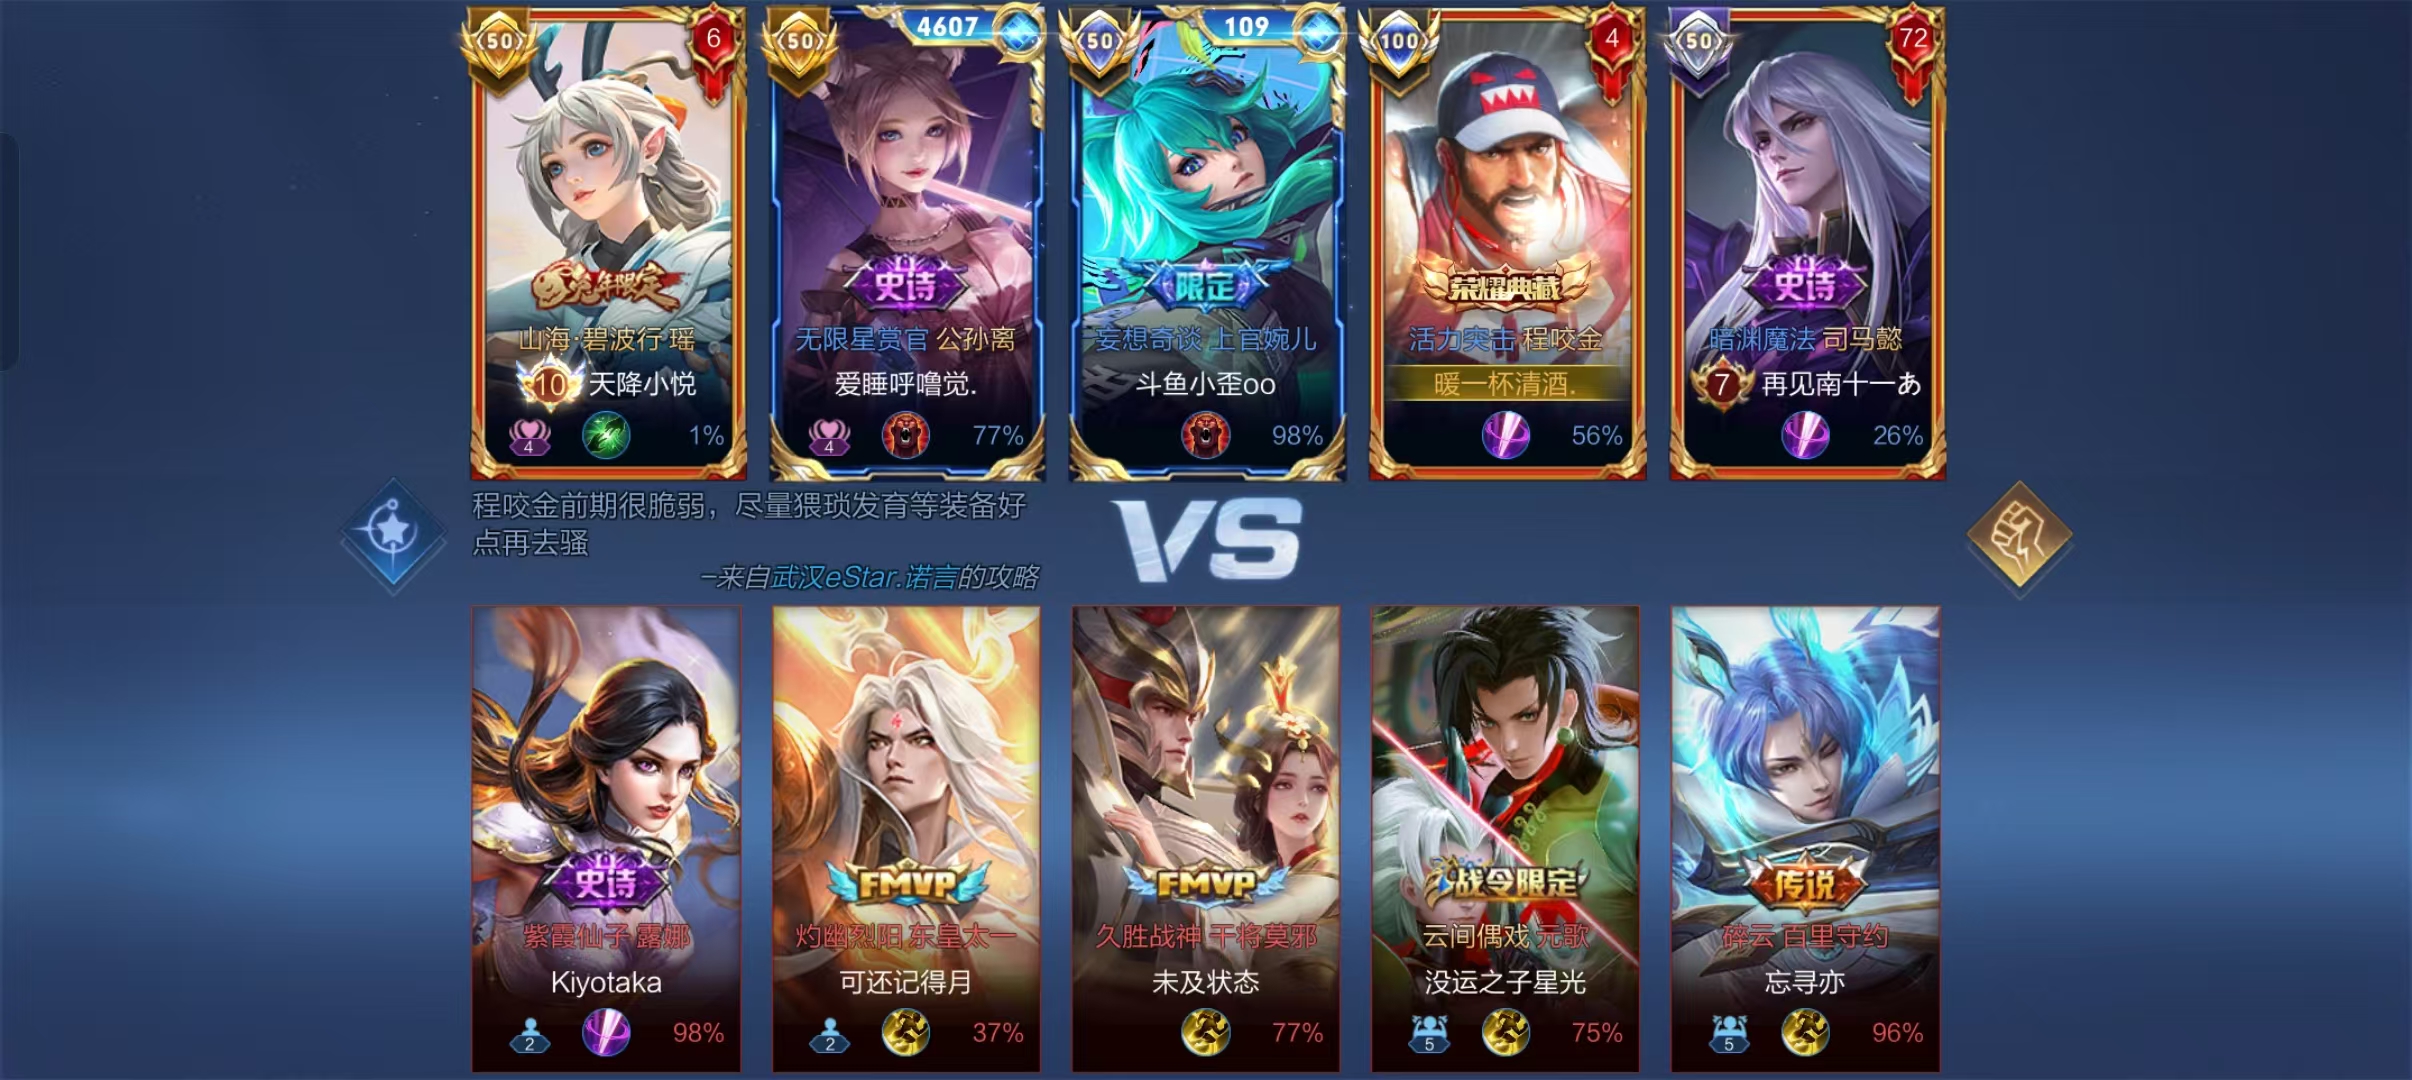 50
6
50
4607
50
109
100
4
50
72
兔年限定
史诗
限定
荣耀典藏
史诗
山海·碧波行 瑶
无限星赏官 公孙离
妄想奇谈 上官婉儿
活力突击 程咬金
暗渊魔法 司马懿
10 天降小悦
爱睡呼噜觉.
斗鱼小歪oo
暖一杯清酒.
7 再见南十一あ
4 1%
4 77%
98%
56%
26%
程咬金前期很脆弱，尽量猥琐发育等装备好
点再去骚
-来自武汉eStar.诺言的攻略
VS
史诗
FMVP
FMVP
战令限定
传说
紫霞仙子 露娜
灼幽烈阳 东皇太一
久胜战神 干将莫邪
云间偶戏 元歌
碎云 百里守约
Kiyotaka
可还记得月
未及状态
没运之子星光
忘寻亦
2 98%
2 37%
77%
5 75%
5 96%